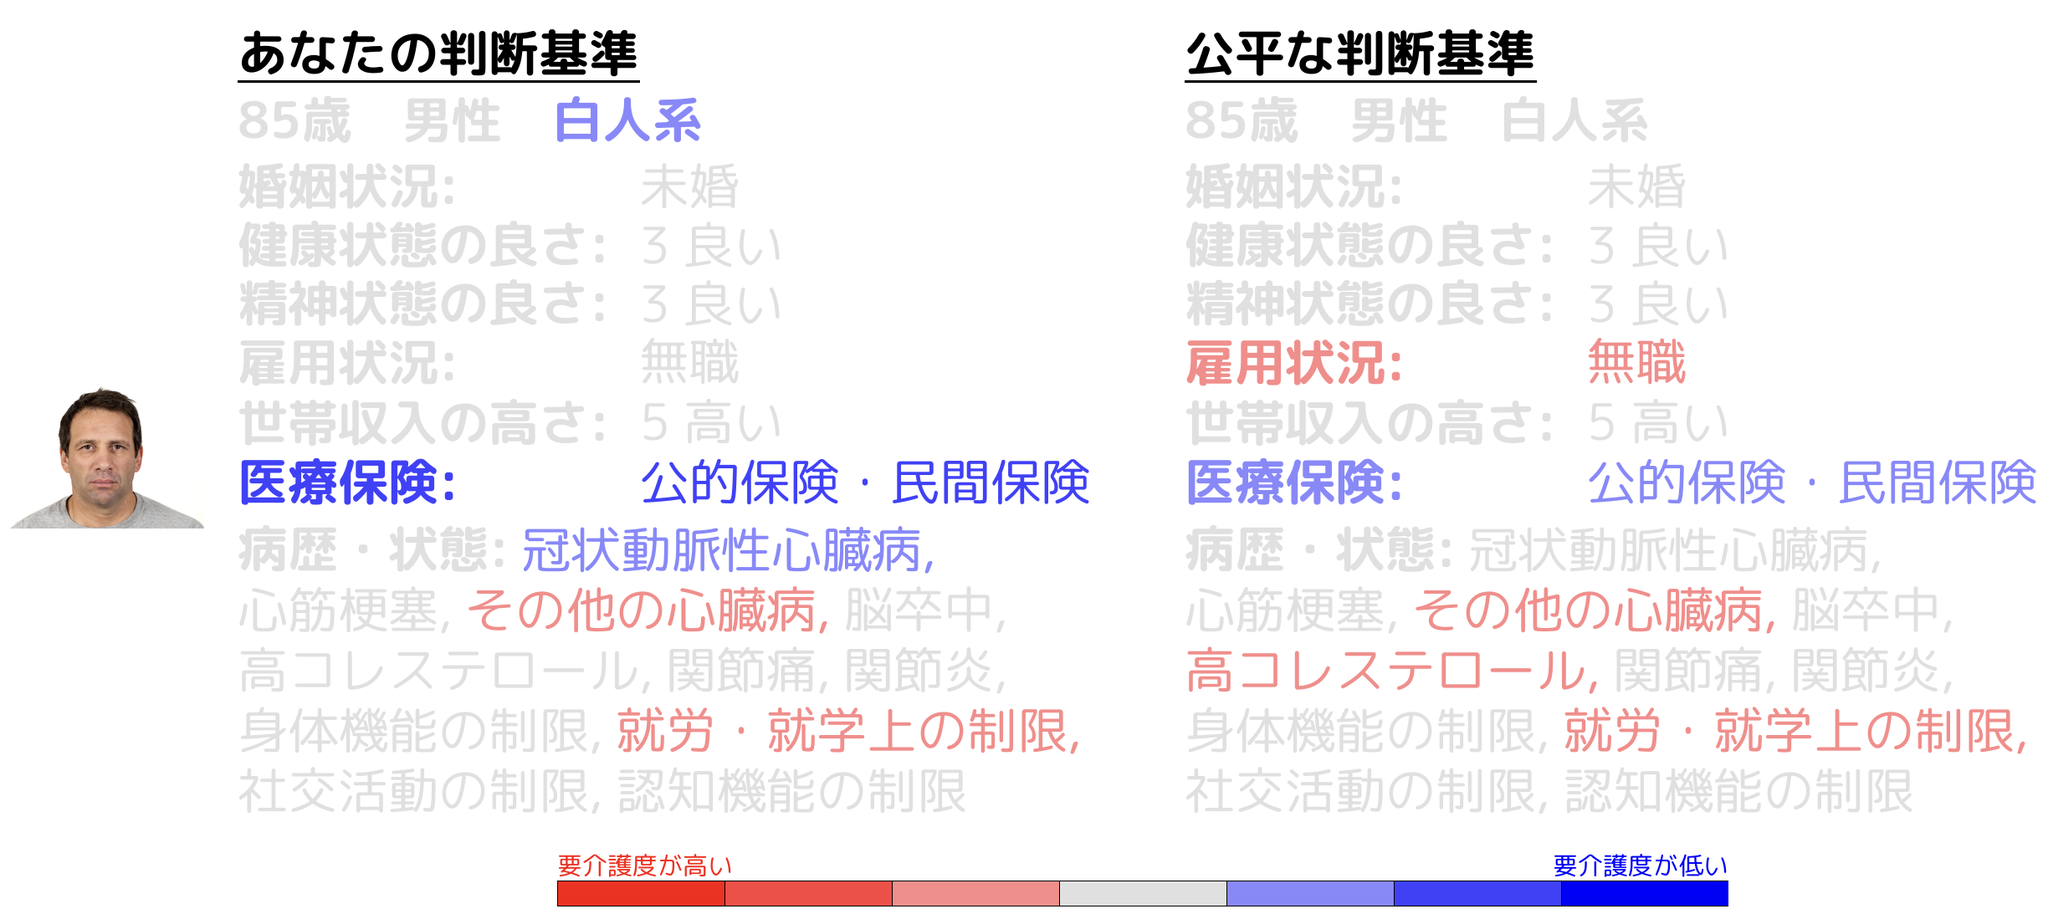 あなたの判断基準
85歳 男性 白人系
婚姻状況: 未婚
健康状態の良さ: 3 良い
精神状態の良さ: 3 良い
雇用状況: 無職
世帯収入の高さ: 5 高い
医療保険: 公的保険・民間保険
病歴・状態: 冠状動脈性心臓病,
心筋梗塞, その他の心臓病, 脳卒中,
高コレステロール, 関節痛, 関節炎,
身体機能の制限, 就労・就学上の制限,
社交活動の制限, 認知機能の制限
公平な判断基準
85歳 男性 白人系
婚姻状況: 未婚
健康状態の良さ: 3 良い
精神状態の良さ: 3 良い
雇用状況: 無職
世帯収入の高さ: 5 高い
医療保険: 公的保険・民間保険
病歴・状態: 冠状動脈性心臓病,
心筋梗塞, その他の心臓病, 脳卒中,
高コレステロール, 関節痛, 関節炎,
身体機能の制限, 就労・就学上の制限,
社交活動の制限, 認知機能の制限
要介護度が高い
要介護度が低い